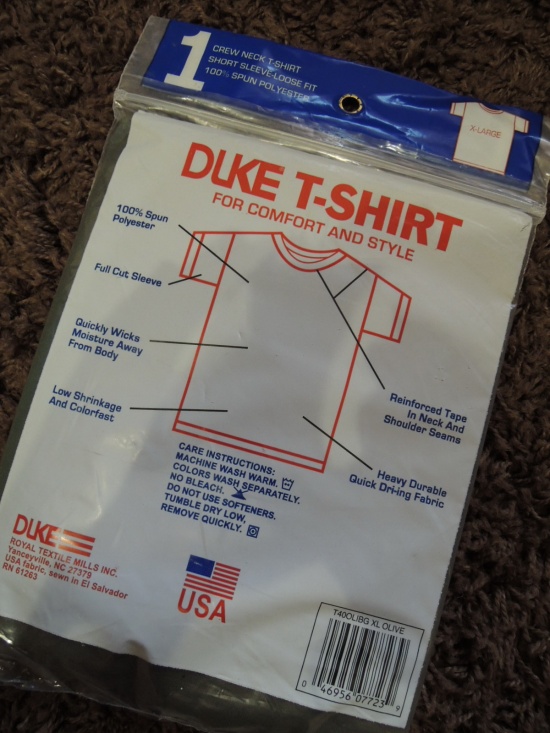 1
CREW NECK T-SHIRT
SHORT SLEEVE-LOOSE FIT
100% SPUN POLYESTER
X-LARGE
DUKE T-SHIRT
FOR COMFORT AND STYLE
100% Spun
Polyester
Full Cut Sleeve
Quickly Wicks
Moisture Away
From Body
Low Shrinkage
And Colorfast
Reinforced Tape
In Neck And
Shoulder Seams
Heavy Durable
Quick Dri-ing Fabric
CARE INSTRUCTIONS:
MACHINE WASH WARM.
COLORS WASH SEPARATELY.
NO BLEACH.
DO NOT USE SOFTENERS.
TUMBLE DRY LOW,
REMOVE QUICKLY.
DUKE
ROYAL TEXTILE MILLS INC.
Yanceyville, NC 27379
USA fabric, sewn in El Salvador
RN 61263
USA
T40OLIBG XL OLIVE
0 46956 07723 9